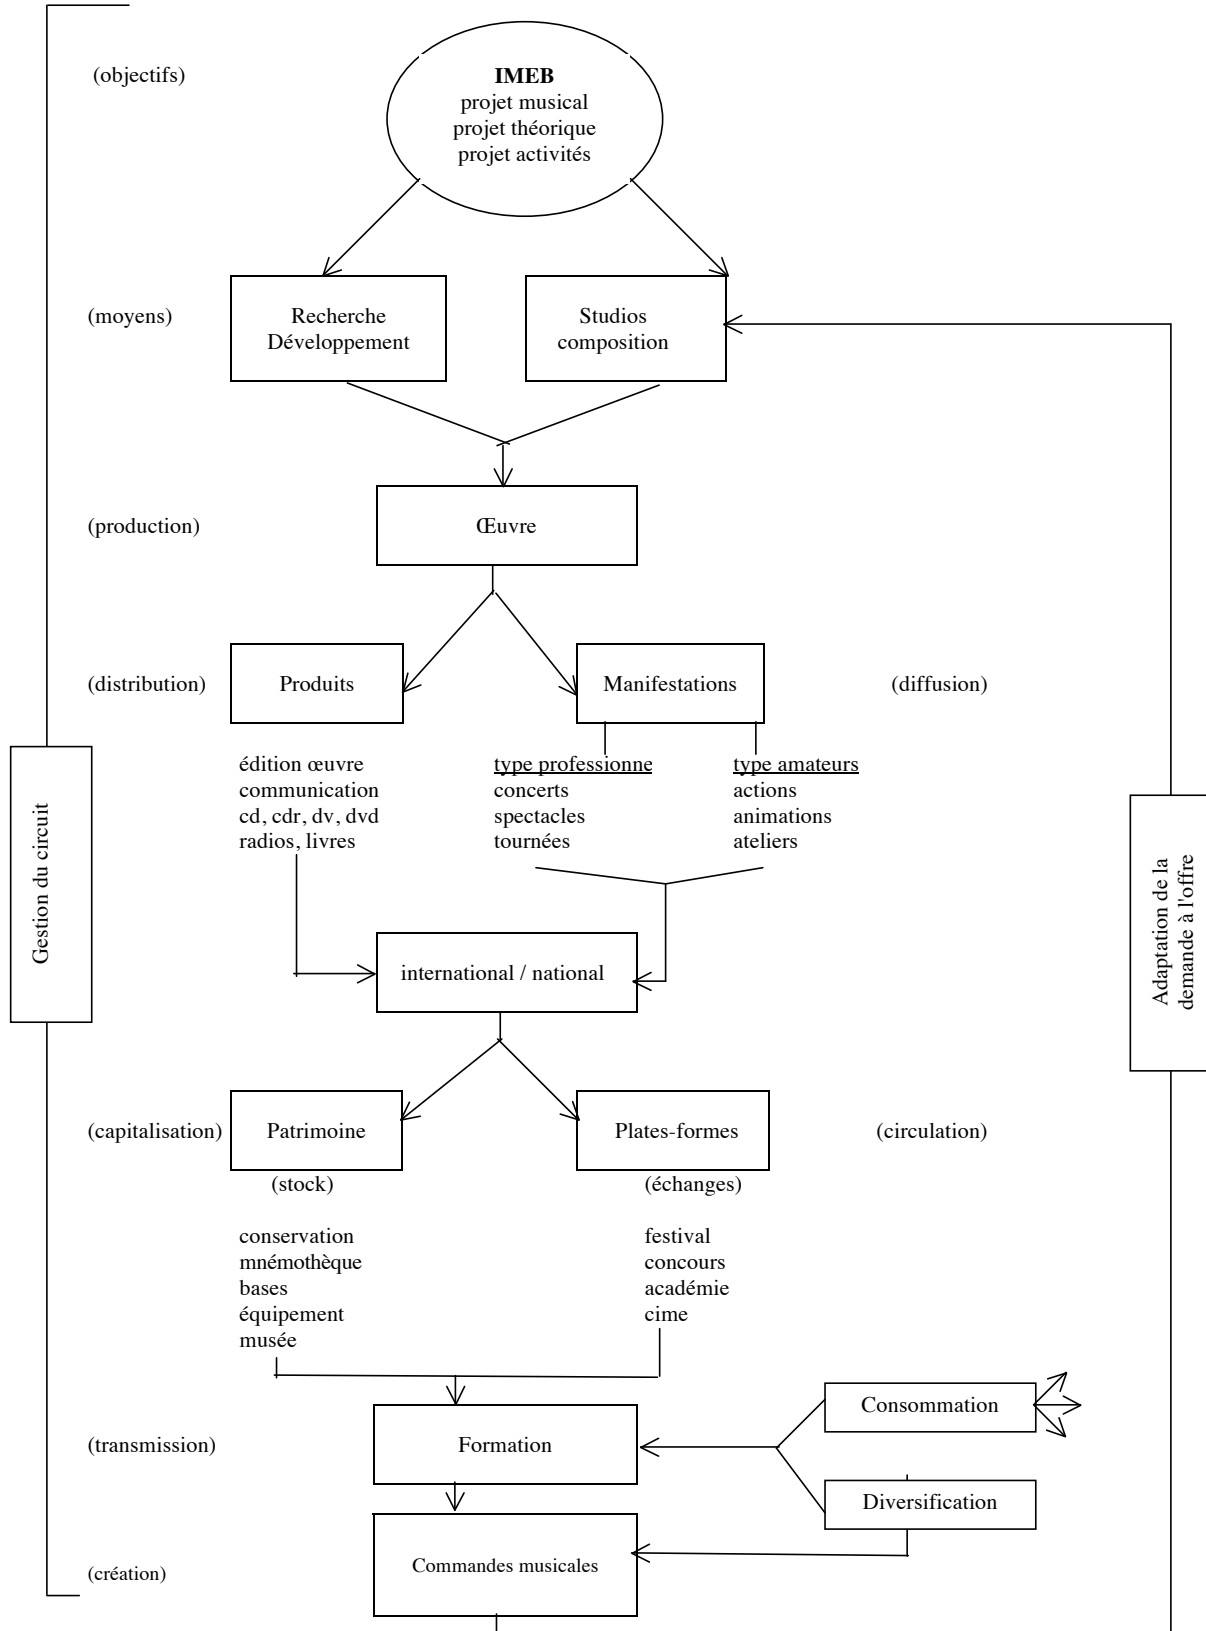 (objectifs)
IMEB
projet musical
projet théorique
projet activités
(moyens)
Recherche
Développement
Studios
composition
(production)
Œuvre
(distribution)
Produits
Manifestations
(diffusion)
édition œuvre
communication
cd, cdr, dv, dvd
radios, livres
type professionne
concerts
spectacles
tournées
type amateurs
actions
animations
ateliers
Gestion du circuit
Adaptation de la
demande à l'offre
international / national
(capitalisation)
Patrimoine
(stock)
Plates-formes
(échanges)
(circulation)
conservation
mnémothèque
bases
équipement
musée
festival
concours
académie
cime
Consommation
(transmission)
Formation
Diversification
Commandes musicales
(création)